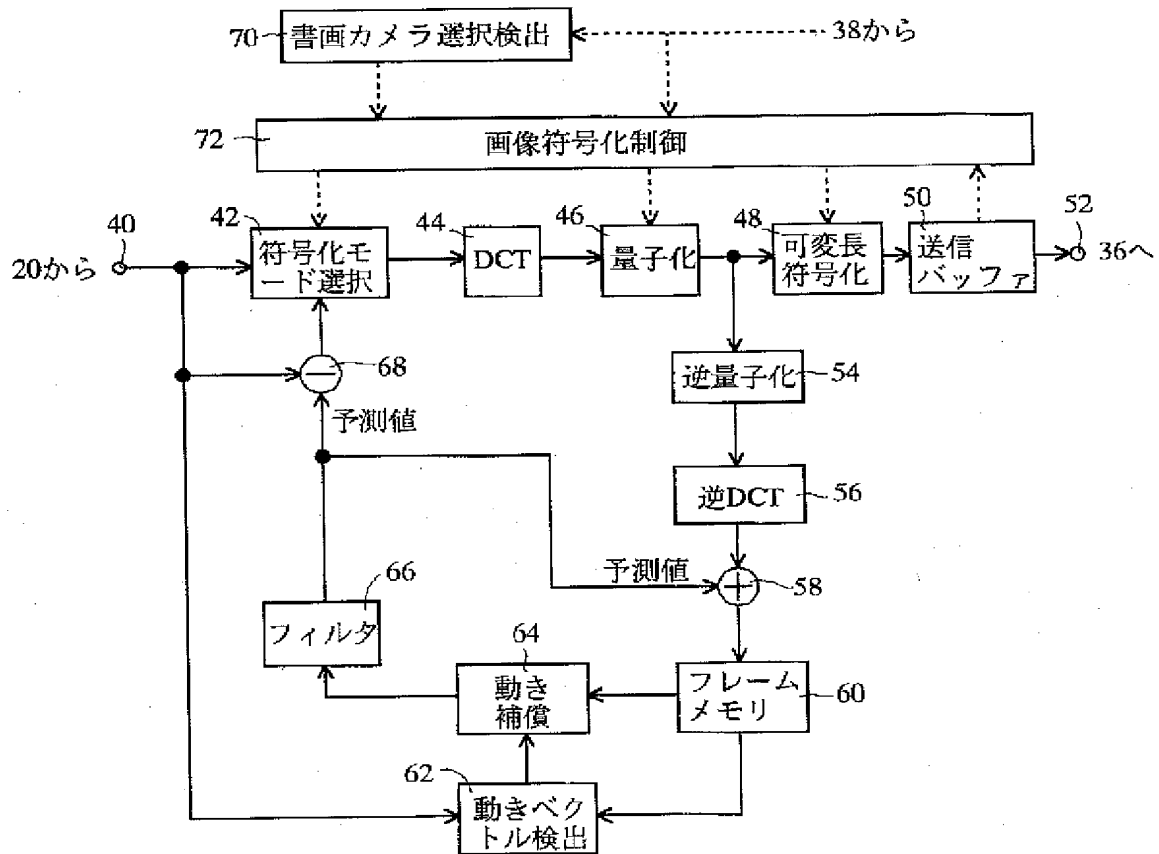 70
書画カメラ選択検出
38から
72
画像符号化制御
40
20から
42
符号化モ
ード選択
44
DCT
46
量子化
48
可変長
符号化
50
送信
バッファ
52
36へ
68
予測値
逆量子化
54
逆DCT
56
予測値
58
66
フィルタ
64
動き
補償
フレーム
メモリ
60
62
動きベク
トル検出